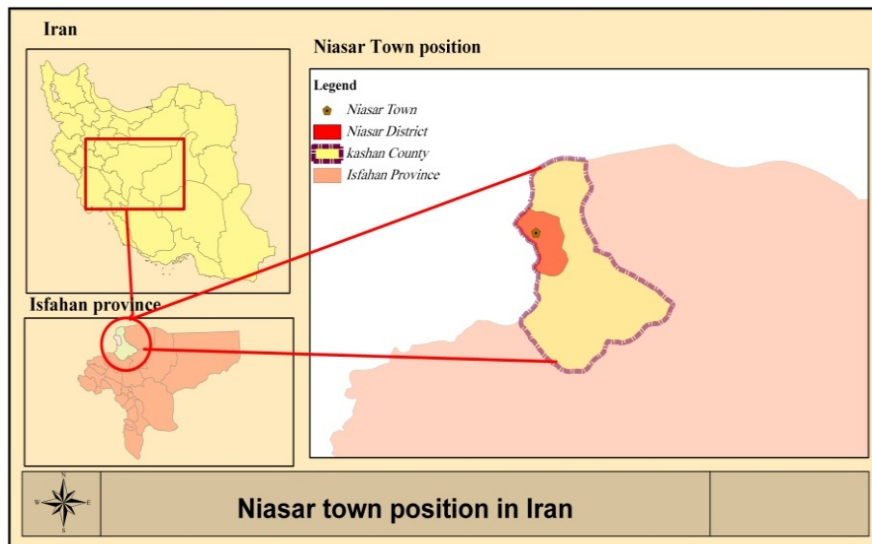 Iran
Niasar Town position
Legend
Niasar Town
Niasar District
kashan County
Isfahan Province
Isfahan province
N
W
E
S
Niasar town position in Iran